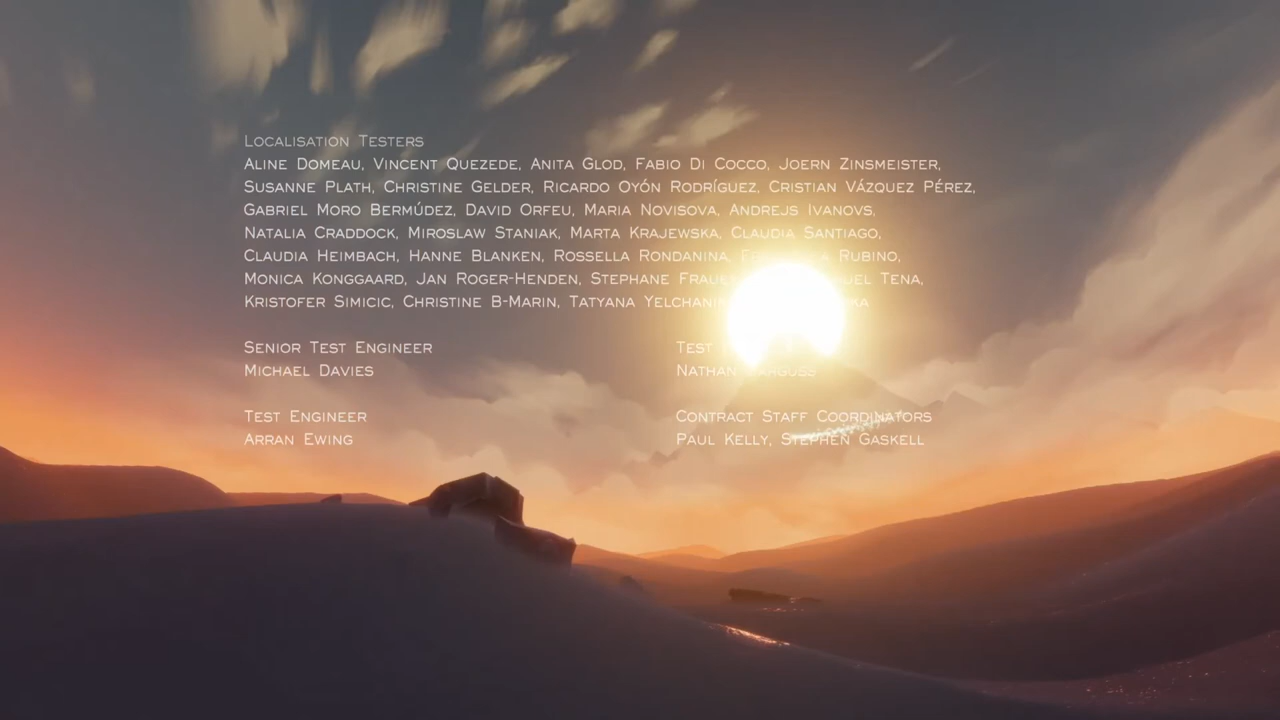 Localisation Testers
Aline Domeau, Vincent Quezede, Anita Glod, Fabio Di Cocco, Joern Zinsmeister,
Susanne Plath, Christine Gelder, Ricardo Oyón Rodríguez, Cristian Vázquez Pérez,
Gabriel Moro Bermúdez, David Orfeu, Maria Novisova, Andrejs Ivanovs,
Natalia Craddock, Miroslaw Staniak, Marta Krajewska, Claudia Santiago,
Claudia Heimbach, Hanne Blanken, Rossella Rondanina, Rubino,
Monica Konggaard, Jan Roger-Henden, Stephane Tena,
Kristofer Simicic, Christine B-Marin, Tatyana
Senior Test Engineer
Michael Davies
Test
Nathan
Test Engineer
Arran Ewing
Contract Staff Coordinators
Paul Kelly, Stephen Gaskell